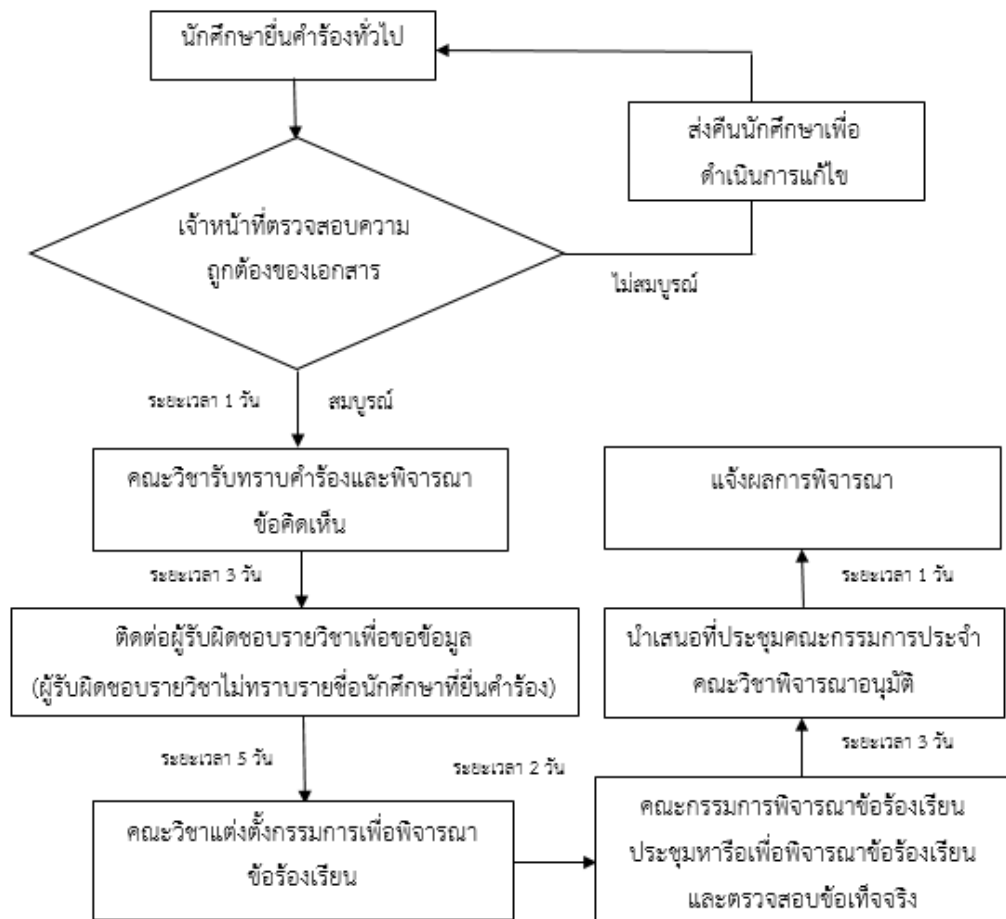 นักศึกษายื่นคำร้องทั่วไป
ส่งคืนนักศึกษาเพื่อ
ดำเนินการแก้ไข
เจ้าหน้าที่ตรวจสอบความ
ถูกต้องของเอกสาร
ไม่สมบูรณ์
ระยะเวลา 1 วัน
สมบูรณ์
คณะวิชารับทราบคำร้องและพิจารณา
ข้อคิดเห็น
ระยะเวลา 3 วัน
ติดต่อผู้รับผิดชอบรายวิชาเพื่อขอข้อมูล
(ผู้รับผิดชอบรายวิชาไม่ทราบรายชื่อนักศึกษาที่ยื่นคำร้อง)
ระยะเวลา 5 วัน
คณะวิชาแต่งตั้งกรรมการเพื่อพิจารณา
ข้อร้องเรียน
ระยะเวลา 2 วัน
คณะกรรมการพิจารณาข้อร้องเรียน
ประชุมหารือเพื่อพิจารณาข้อร้องเรียน
และตรวจสอบข้อเท็จจริง
ระยะเวลา 3 วัน
นำเสนอที่ประชุมคณะกรรมการประจำ
คณะวิชาพิจารณาอนุมัติ
ระยะเวลา 1 วัน
แจ้งผลการพิจารณา